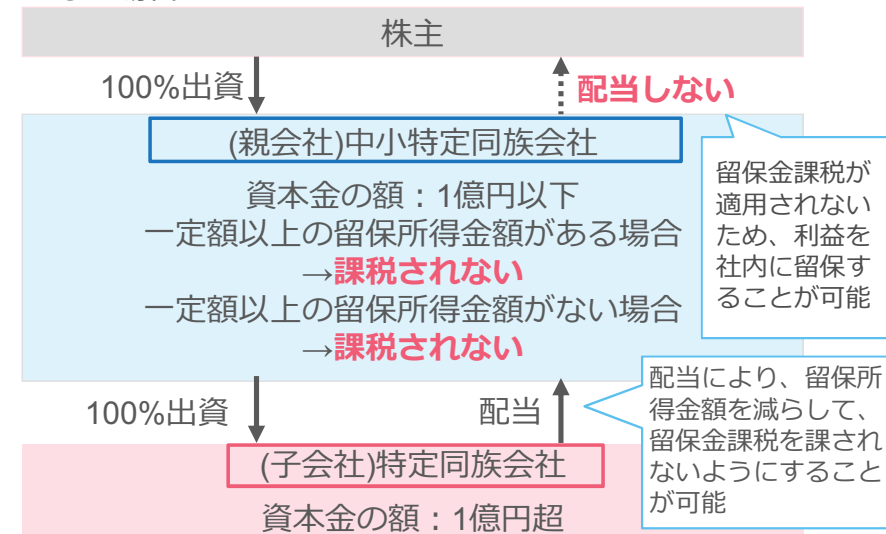 株主
100%出資
配当しない
(親会社)中小特定同族会社
資本金の額：1億円以下
一定額以上の留保所得金額がある場合
→課税されない
一定額以上の留保所得金額がない場合
→課税されない
留保金課税が
適用されない
ため、利益を
社内に留保す
ることが可能
100%出資
配当
配当により、留保所
得金額を減らして、
留保金課税を課され
ないようにすること
が可能
(子会社)特定同族会社
資本金の額：1億円超